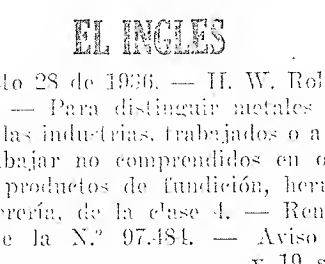 EL INGLES
to 28 de 1936. — H. W. Rol
— Para distinguir metales
las industrias, trabajados o a
bajar no comprendidos en o
productos de fundición, her
rería, de la clase 4. — Ren
e la N.º 97.484. — Aviso
v 19 s